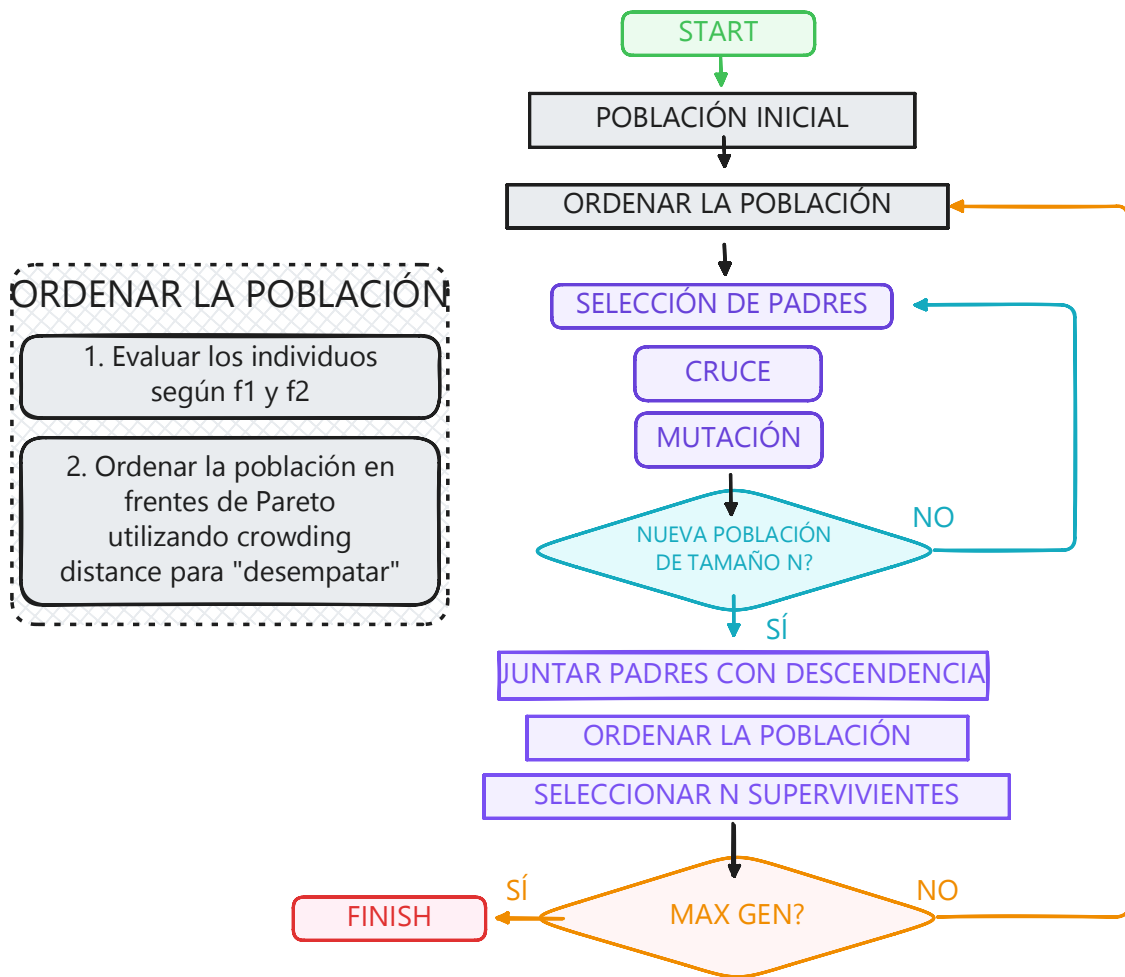 START
POBLACIÓN INICIAL
ORDENAR LA POBLACIÓN
ORDENAR LA POBLACIÓN
1. Evaluar los individuos
según f1 y f2
2. Ordenar la población en
frentes de Pareto
utilizando crowding
distance para "desempatar"
SELECCIÓN DE PADRES
CRUCE
MUTACIÓN
NUEVA POBLACIÓN
DE TAMAÑO N?
NO
SÍ
JUNTAR PADRES CON DESCENDENCIA
ORDENAR LA POBLACIÓN
SELECCIONAR N SUPERVIVIENTES
MAX GEN?
SÍ
NO
FINISH